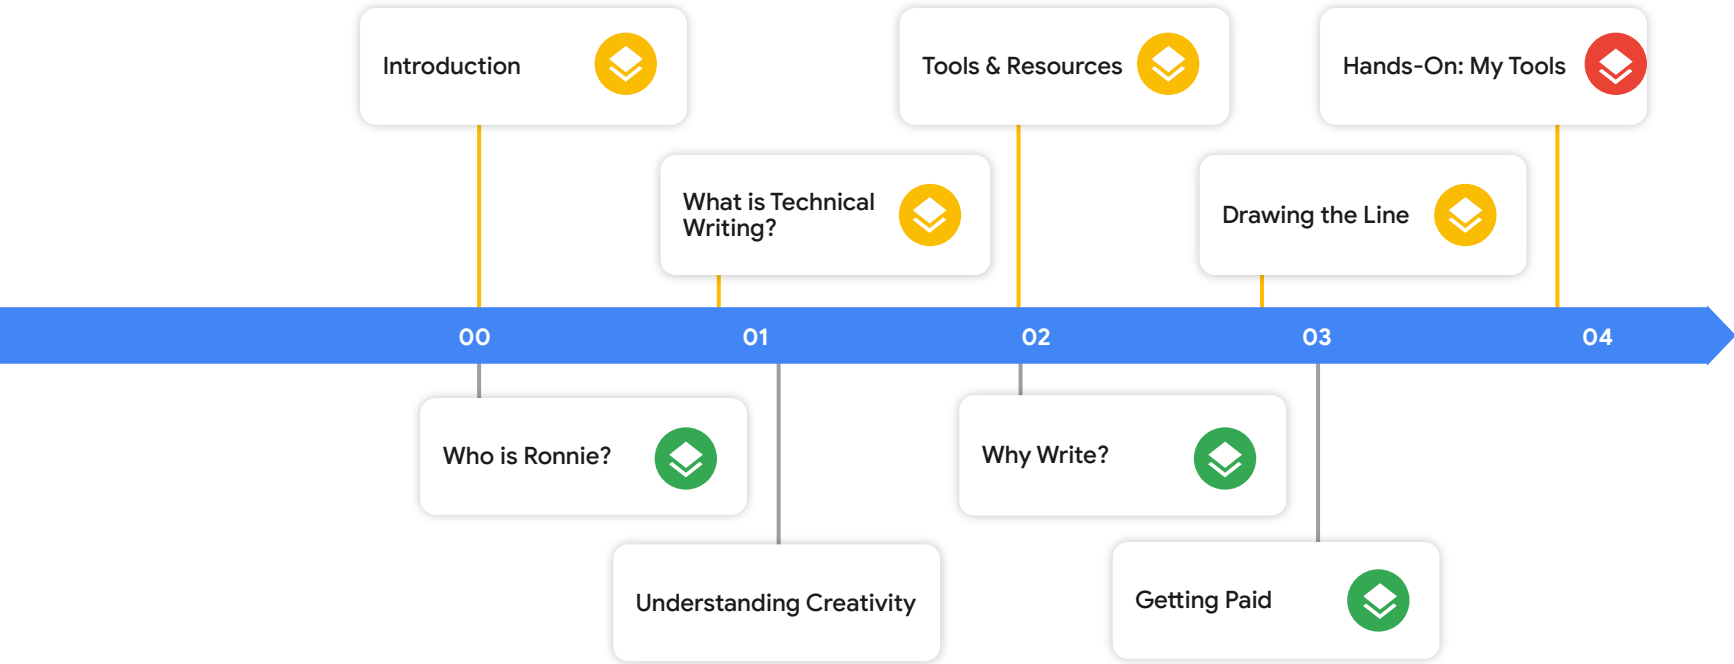 Introduction
Tools & Resources
Hands-On: My Tools
What is Technical
Writing?
Drawing the Line
00
01
02
03
04
Who is Ronnie?
Why Write?
Understanding Creativity
Getting Paid